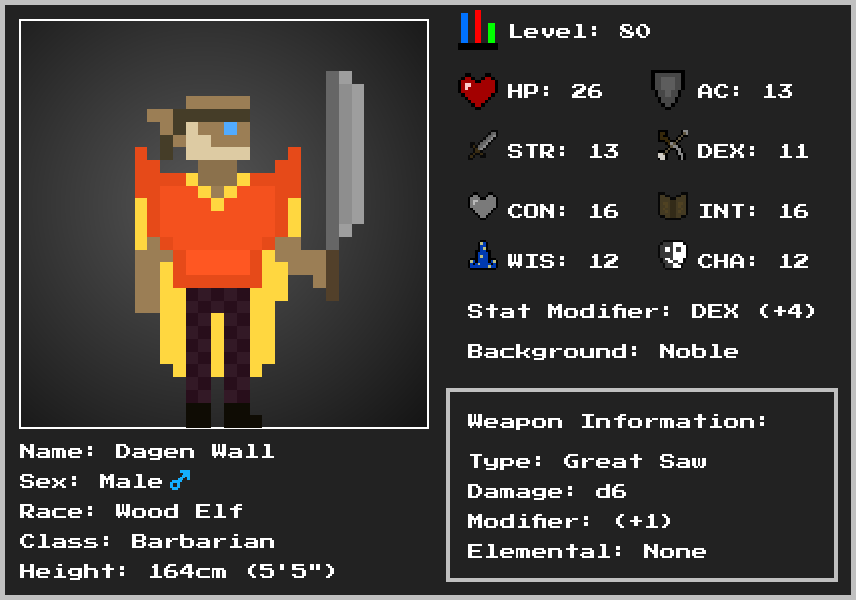 Level: 80
HP: 26 AC: 13
STR: 13 DEX: 11
CON: 16 INT: 16
WIS: 12 CHA: 12
Stat Modifier: DEX (+4)
Background: Noble
Weapon Information:
Type: Great Saw
Damage: d6
Modifier: (+1)
Elemental: None
Name: Dagen Wall
Sex: Male ♂
Race: Wood Elf
Class: Barbarian
Height: 164cm (5'5")